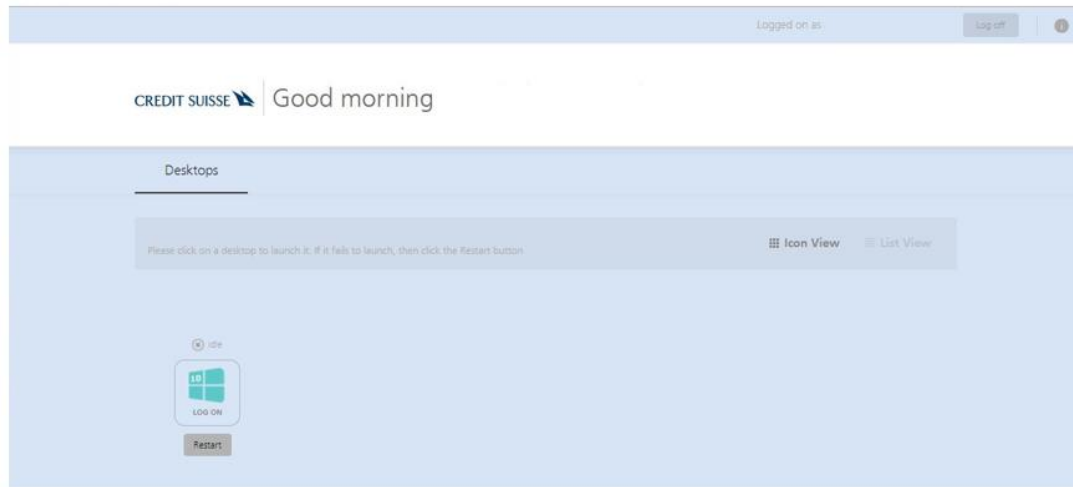 Logged on as
Log off
i
CREDIT SUISSE
Good morning
Desktops
Please click on a desktop to launch it. If it fails to launch, then click the Restart button
Icon View
List View
idle
10
LOG ON
Restart